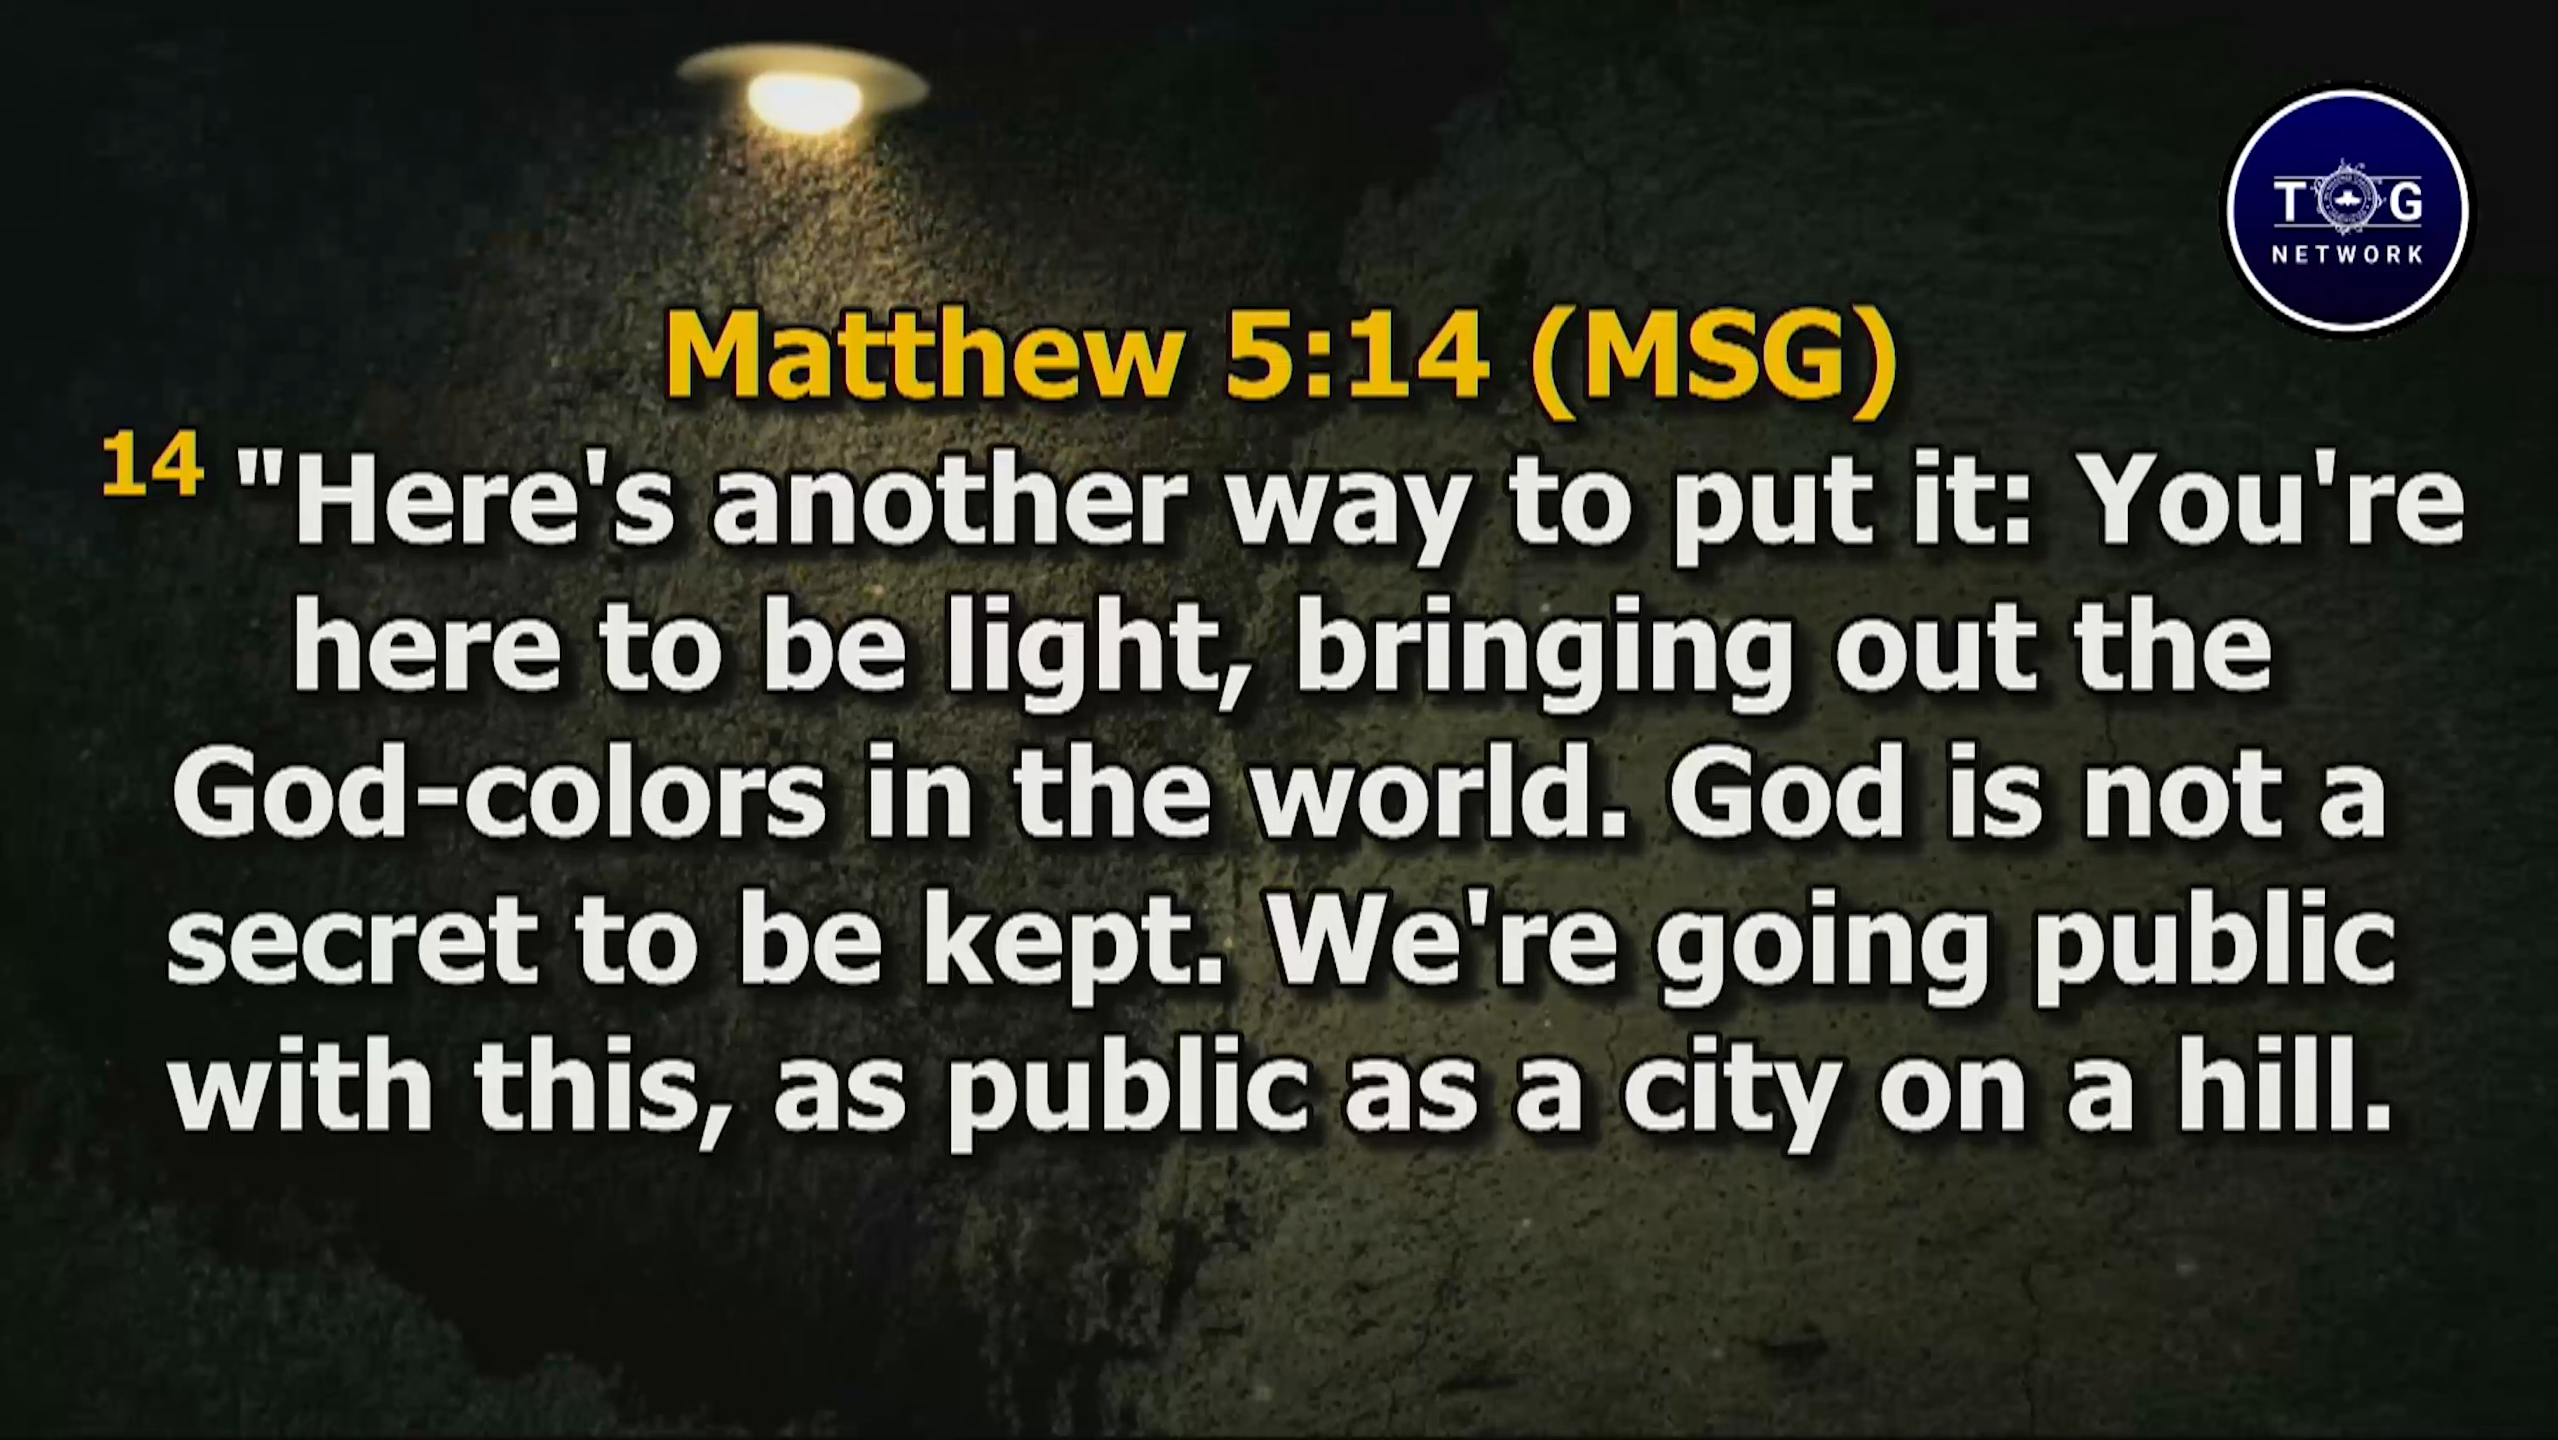 T G
NETWORK
Matthew 5:14 (MSG)
14 "Here's another way to put it: You're
here to be light, bringing out the
God-colors in the world. God is not a
secret to be kept. We're going public
with this, as public as a city on a hill.